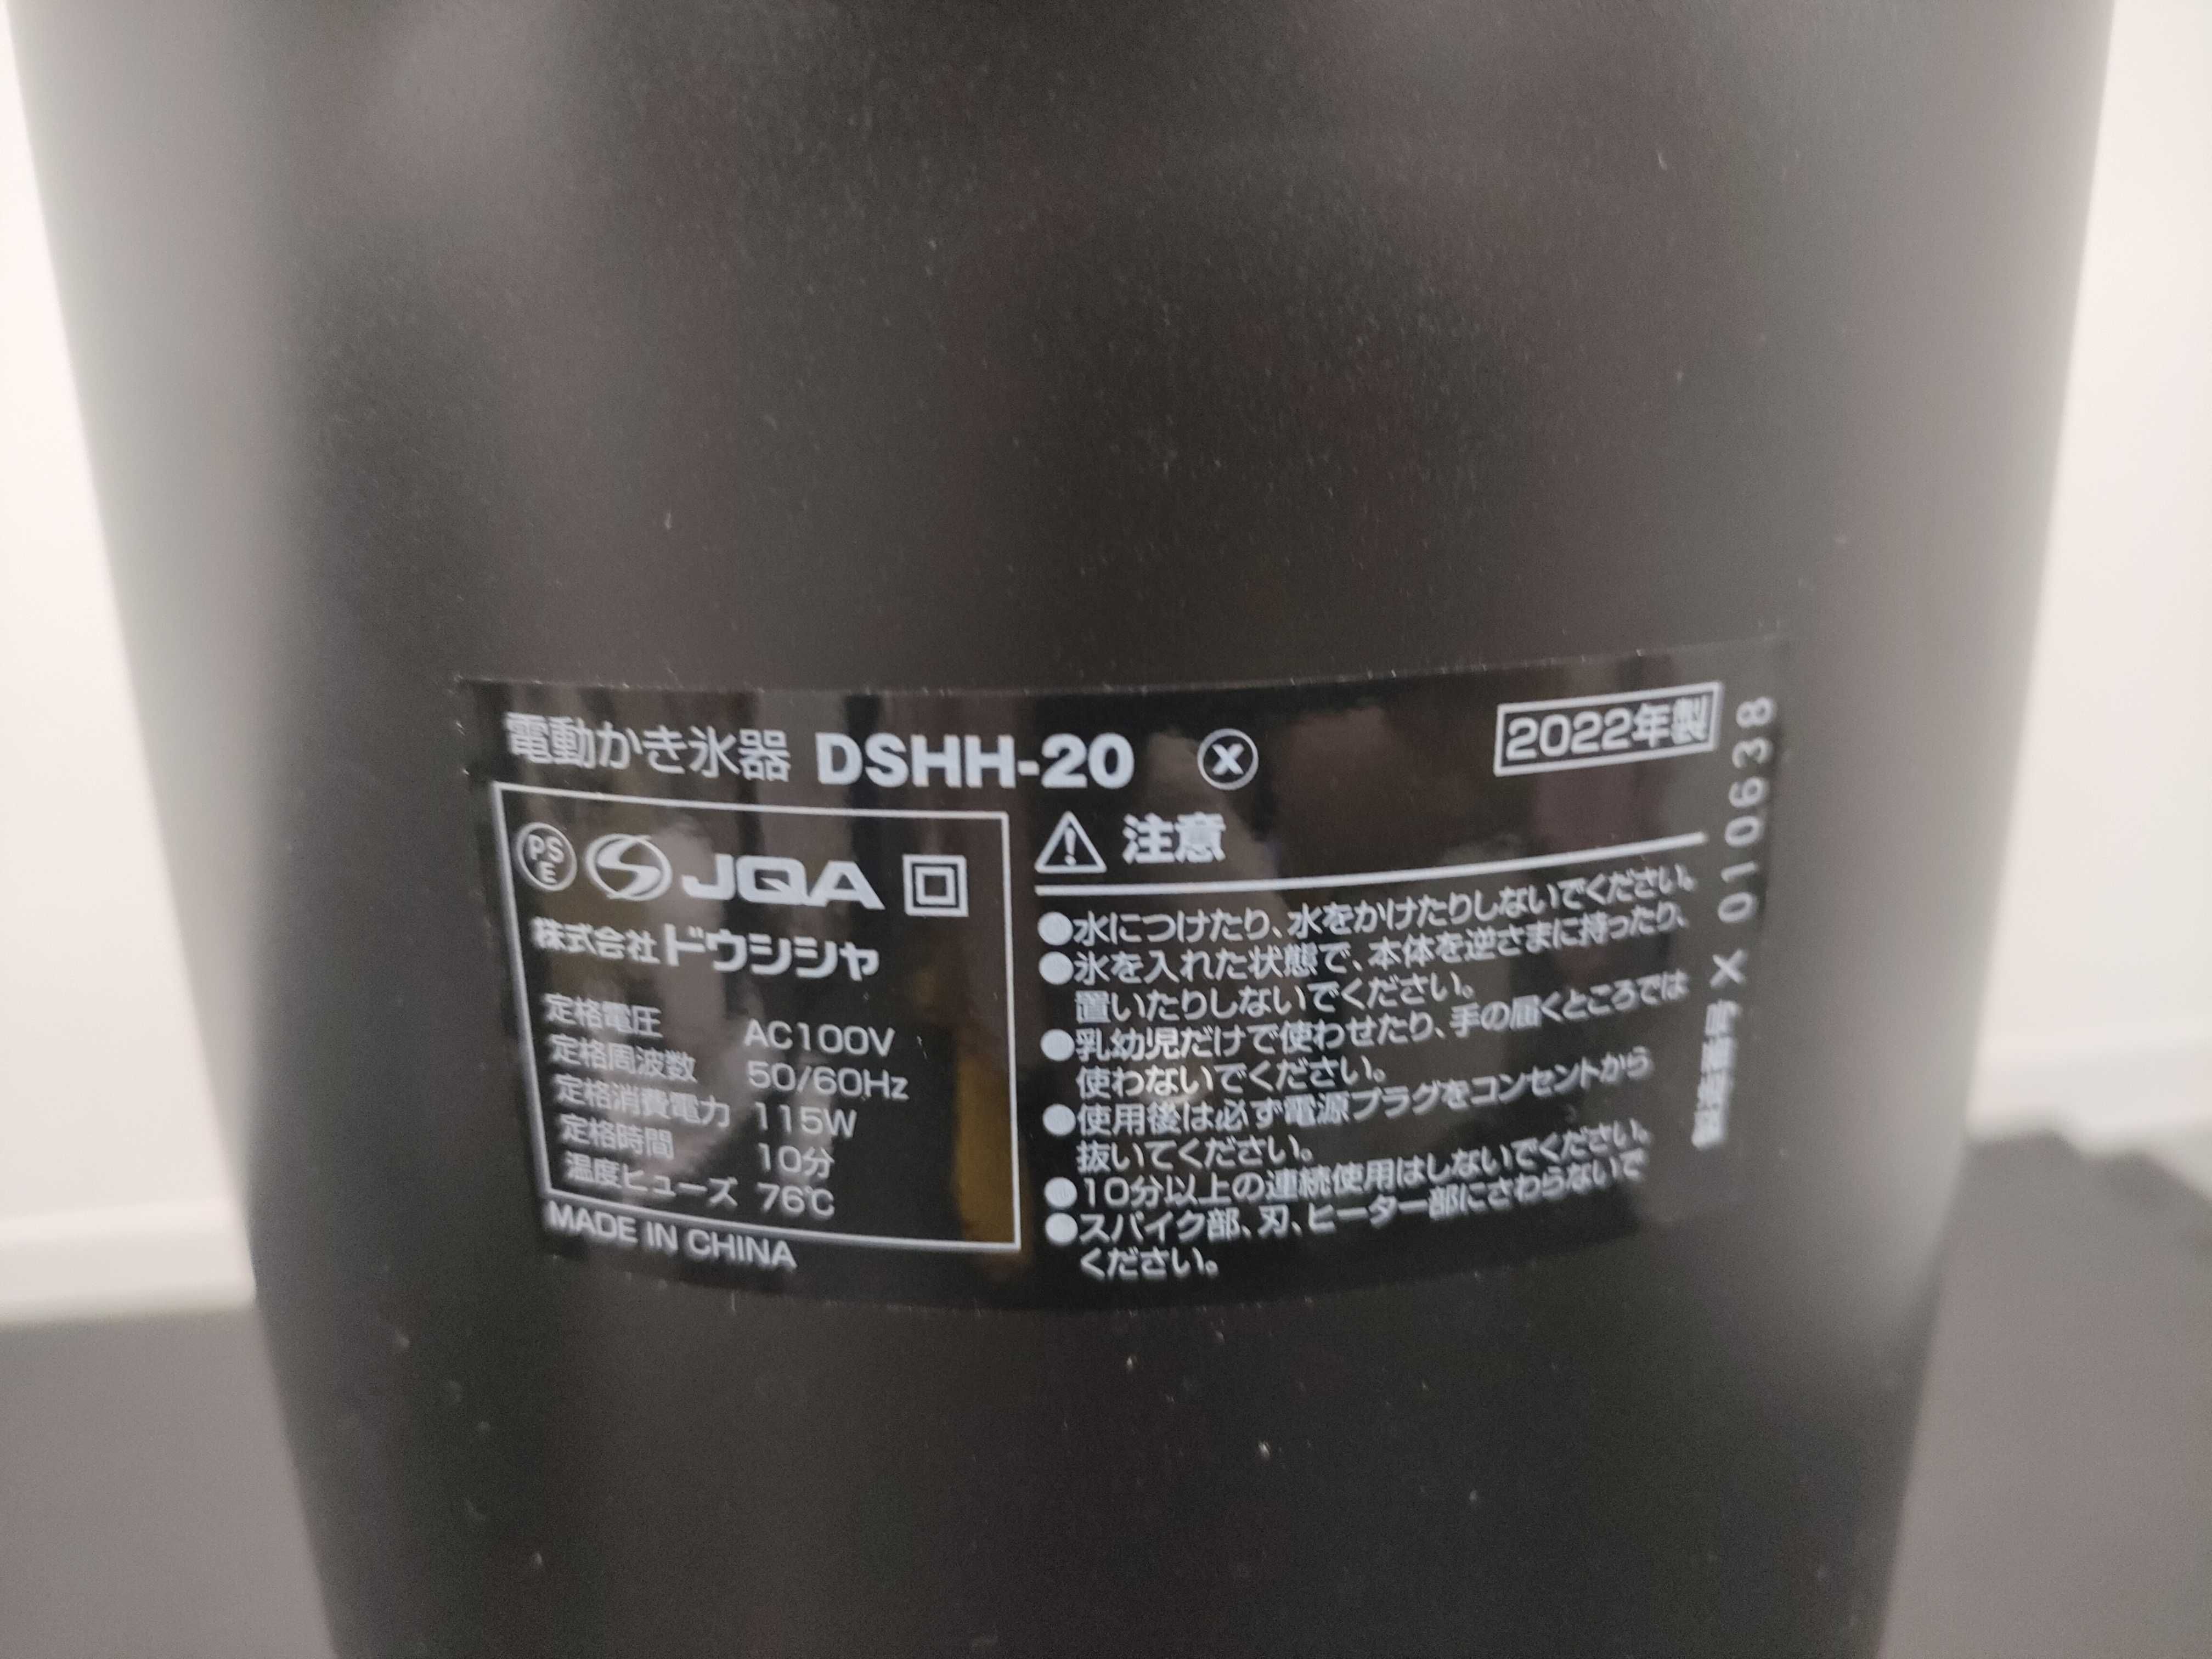 電動かき氷器 DSHH-20 Ⓧ
2022年製
PS
E
JQA
株式会社ドウシシャ
定格電圧 AC100V
定格周波数 50/60Hz
定格消費電力 115W
定格時間 10分
温度ヒューズ 76℃
MADE IN CHINA
注意
●水につけたり、水をかけたりしないでください。
●氷を入れた状態で、本体を逆さまに持ったり、
置いたりしないでください。
●乳幼児だけで使わせたり、手の届くところでは
使わないでください。
●使用後は必ず電源プラグをコンセントから
抜いてください。
●10分以上の連続使用はしないでください。
●スパイク部、刃、ヒーター部にさわらないで
ください。
製造番号 X 010638